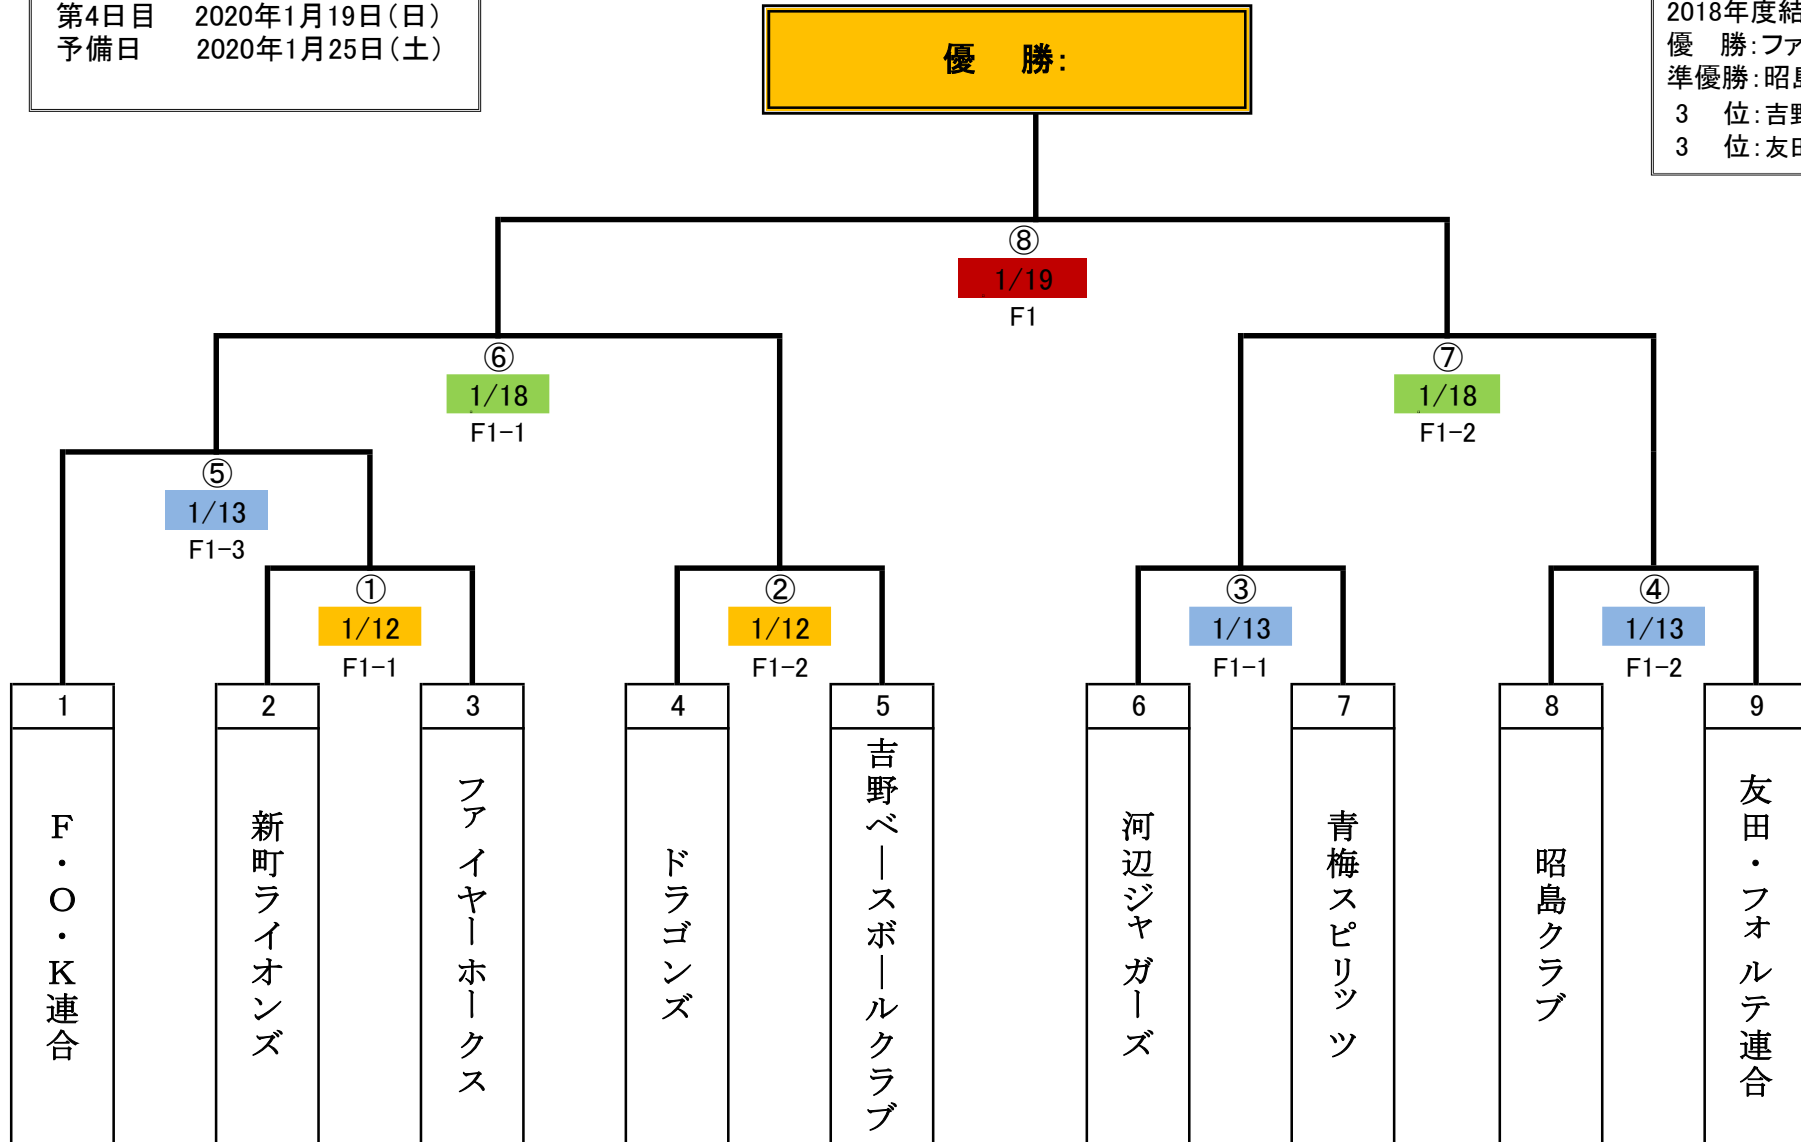 第4日目 2020年1月19日(日)
予備日 2020年1月25日(土)
優 勝:
2018年度結
優 勝:ファ
準優勝:昭
3 位:吉野
3 位:友田
⑧
1/19
F1
⑥
1/18
F1-1
⑦
1/18
F1-2
⑤
1/13
F1-3
①
1/12
F1-1
②
1/12
F1-2
③
1/13
F1-1
④
1/13
F1-2
1
2
3
4
5
6
7
8
9
F・O・K連合
新町ライオンズ
ファイヤーホークス
ドラゴンズ
吉野ベースボールクラブ
河辺ジャガーズ
青梅スピリッツ
昭島クラブ
友田・フォルテ連合